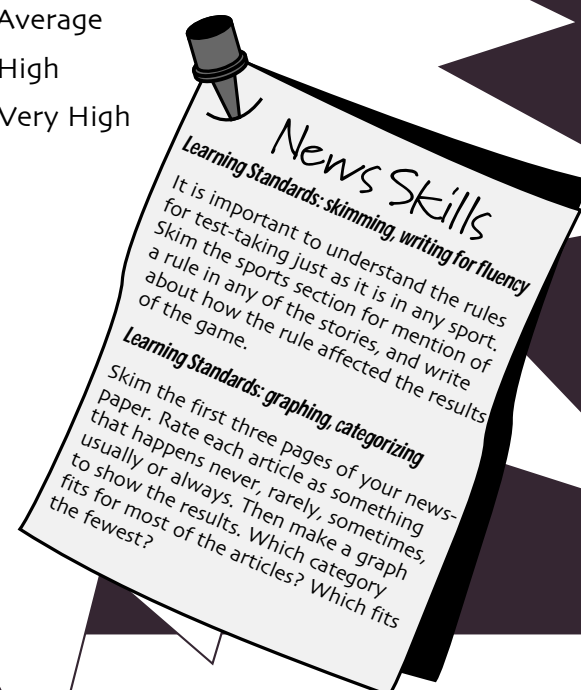 Average
High
Very High
News Skills
Learning Standards: skimming, writing for fluency
It is important to understand the rules
for test-taking just as it is in any sport.
Skim the sports section for mention of
a rule in any of the stories, and write
about how the rule affected the results
of the game.
Learning Standards: graphing, categorizing
Skim the first three pages of your news-
paper. Rate each article as something
that happens never, rarely, sometimes,
usually or always. Then make a graph
to show the results. Which category
fits for most of the articles? Which fits
the fewest?